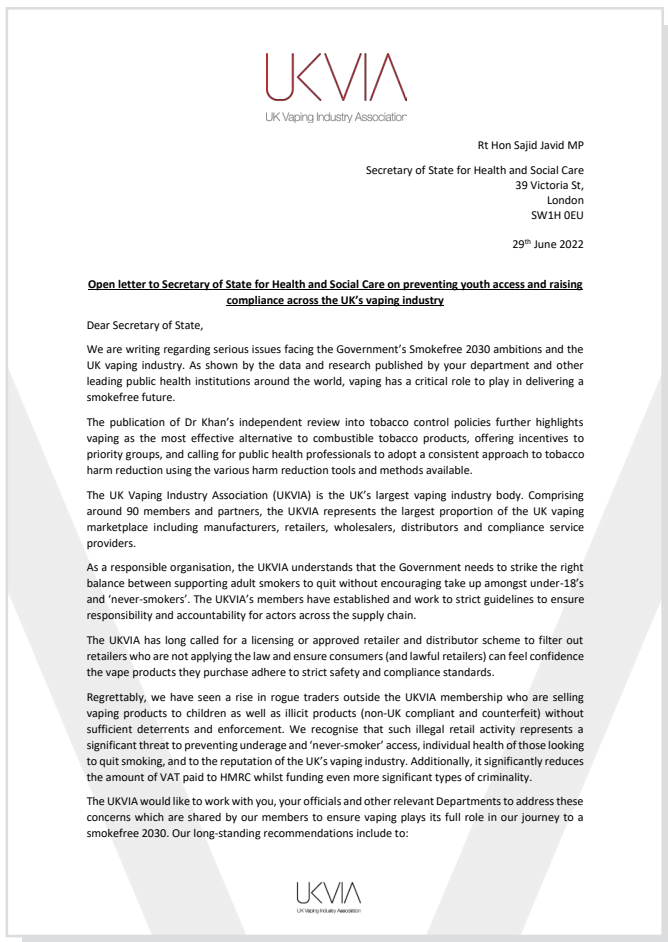 UKVIA
UK Vaping Industry Association
Rt Hon Sajid Javid MP
Secretary of State for Health and Social Care
39 Victoria St,
London
SW1H 0EU
29th June 2022
Open letter to Secretary of State for Health and Social Care on preventing youth access and raising
compliance across the UK's vaping industry
Dear Secretary of State,
We are writing regarding serious issues facing the Government's Smokefree 2030 ambitions and the
UK vaping industry. As shown by the data and research published by your department and other
leading public health institutions around the world, vaping has a critical role to play in delivering a
smokefree future.
The publication of Dr Khan's independent review into tobacco control policies further highlights
vaping as the most effective alternative to combustible tobacco products, offering incentives to
priority groups, and calling for public health professionals to adopt a consistent approach to tobacco
harm reduction using the various harm reduction tools and methods available.
The UK Vaping Industry Association (UKVIA) is the UK's largest vaping industry body. Comprising
around 90 members and partners, the UKVIA represents the largest proportion of the UK vaping
marketplace including manufacturers, retailers, wholesalers, distributors and compliance service
providers.
As a responsible organisation, the UKVIA understands that the Government needs to strike the right
balance between supporting adult smokers to quit without encouraging take up amongst under-18's
and 'never-smokers'. The UKVIA's members have established and work to strict guidelines to ensure
responsibility and accountability for actors across the supply chain.
The UKVIA has long called for a licensing or approved retailer and distributor scheme to filter out
retailers who are not applying the law and ensure consumers (and lawful retailers) can feel confidence
the vape products they purchase adhere to strict safety and compliance standards.
Regrettably, we have seen a rise in rogue traders outside the UKVIA membership who are selling
vaping products to children as well as illicit products (non-UK compliant and counterfeit) without
sufficient deterrents and enforcement. We recognise that such illegal retail activity represents a
significant threat to preventing underage and 'never-smoker' access, individual health of those looking
to quit smoking, and to the reputation of the UK's vaping industry. Additionally, it significantly reduces
the amount of VAT paid to HMRC whilst funding even more significant types of criminality.
The UKVIA would like to work with you, your officials and other relevant Departments to address these
concerns which are shared by our members to ensure vaping plays its full role in our journey to a
smokefree 2030. Our long-standing recommendations include to:
UKVIA
UK Vaping Industry Association